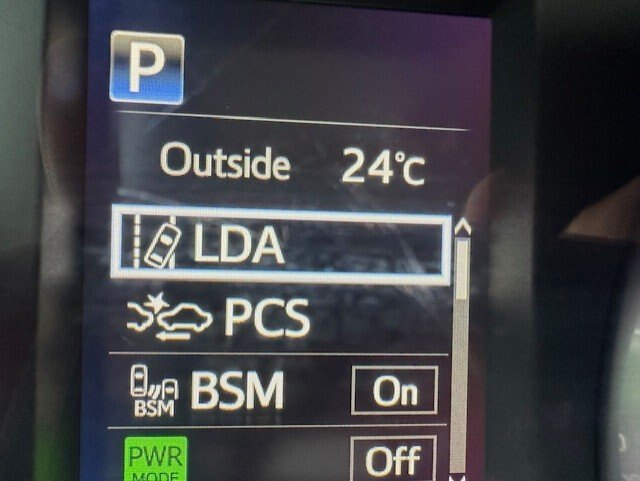 P
Outside 24°C
LDA
PCS
BSM BSM On
PWR MODE Off